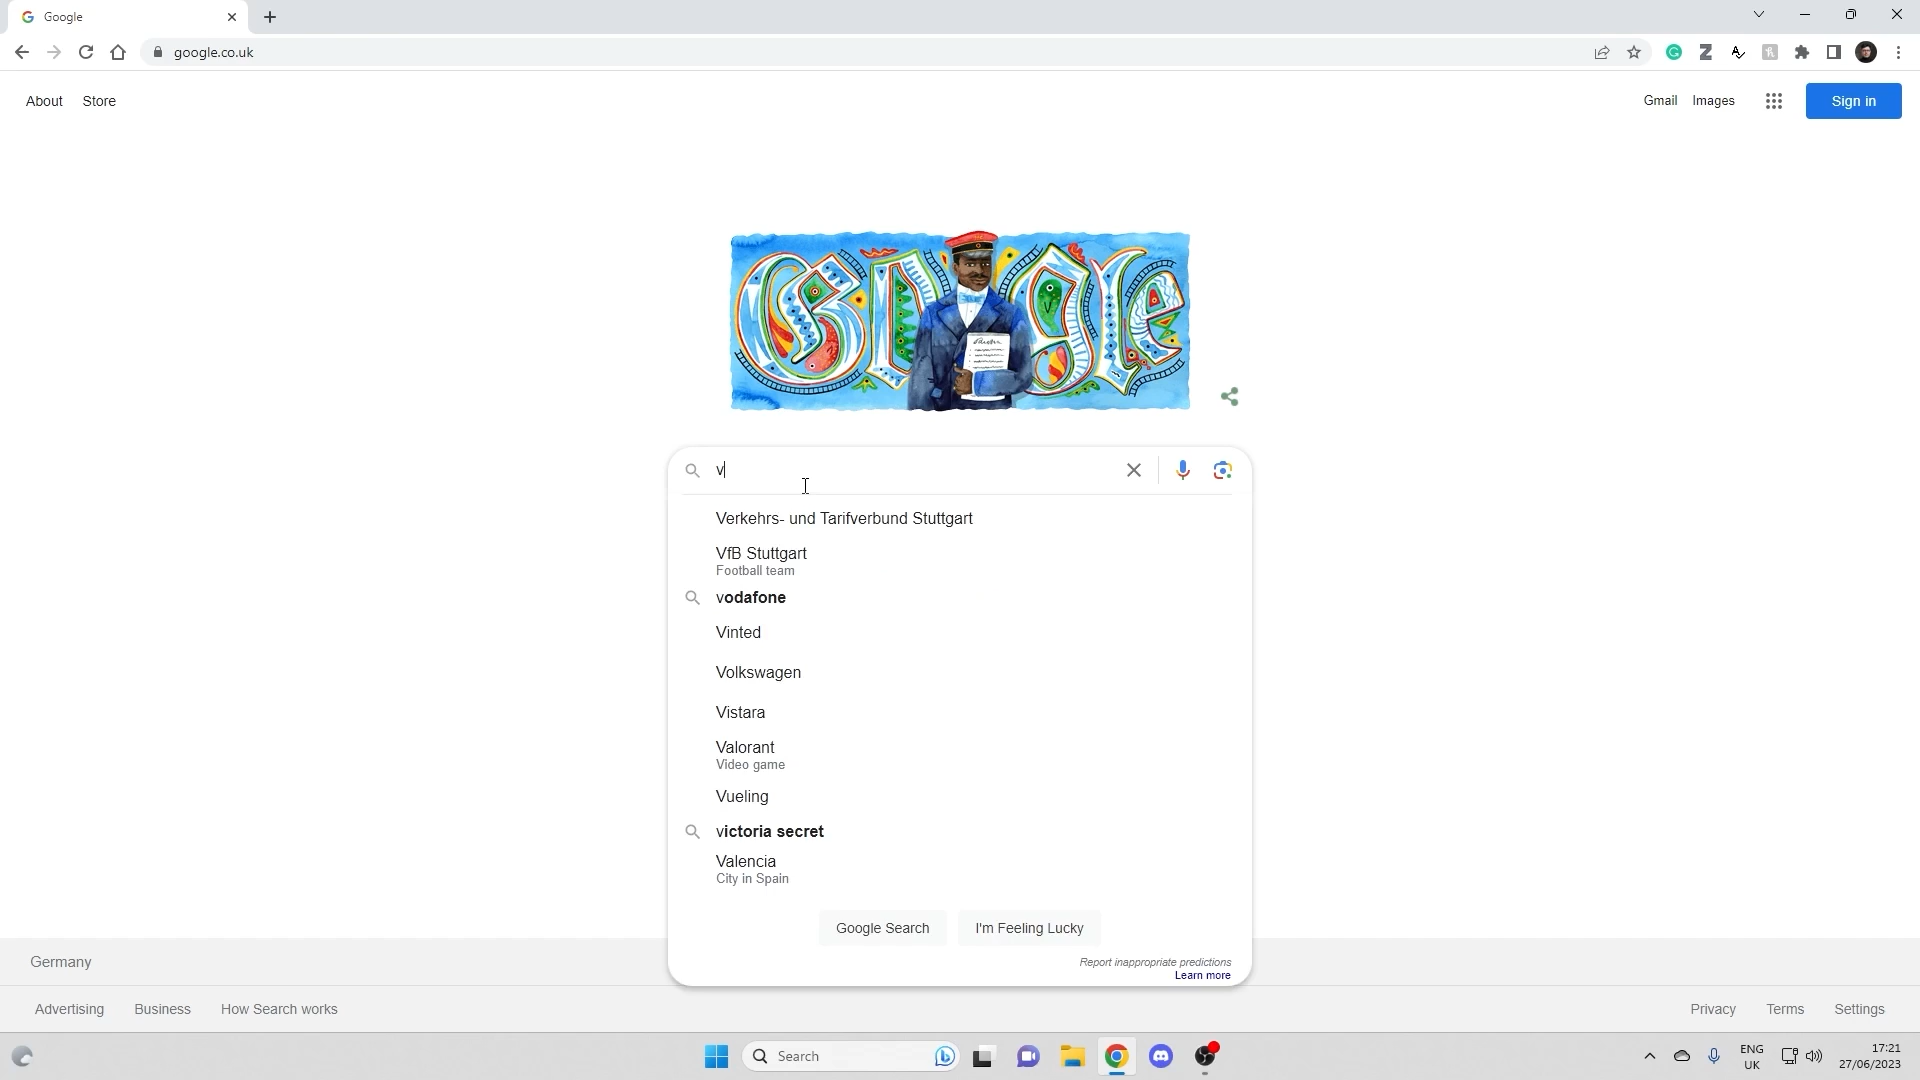 Google
google.co.uk
About
Store
Gmail
Images
Sign in
v
Verkehrs- und Tarifverbund Stuttgart
VfB Stuttgart
Football team
vodafone
Vinted
Volkswagen
Vistara
Valorant
Video game
Vueling
victoria secret
Valencia
City in Spain
Google Search
I'm Feeling Lucky
Report inappropriate predictions
Learn more
Germany
Advertising
Business
How Search works
Privacy
Terms
Settings
Search
ENG
UK
17:21
27/06/2023